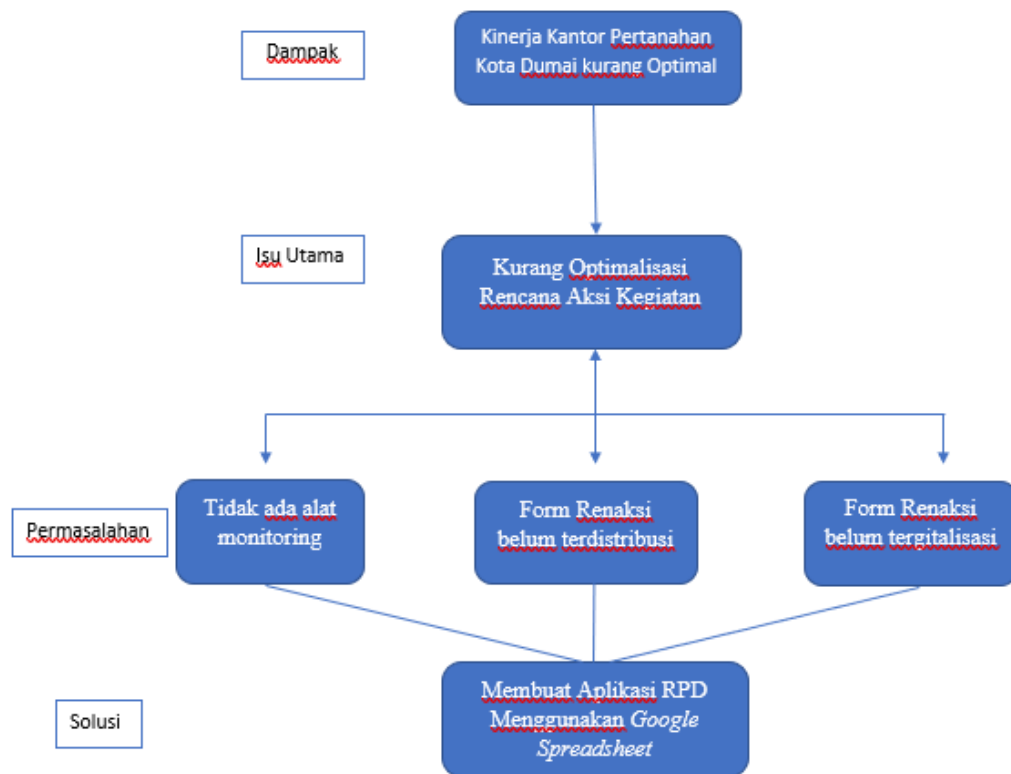 Dampak
Kinerja Kantor Pertanahan
Kota Dumai kurang Optimal
Isu Utama
Kurang Optimalisasi
Rencana Aksi Kegiatan
Permasalahan
Tidak ada alat
monitoring
Form Renaksi
belum terdistribusi
Form Renaksi
belum tergitalisasi
Solusi
Membuat Aplikasi RPD
Menggunakan Google
Spreadsheet